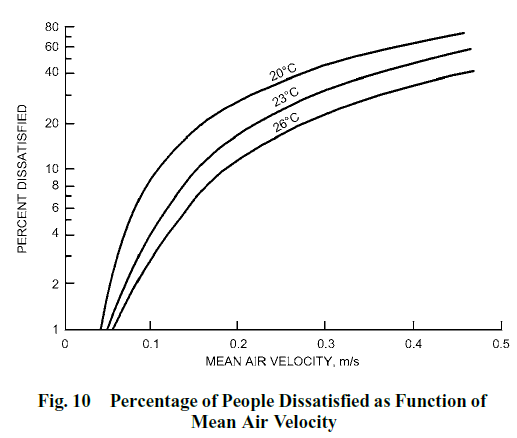 80
60
40
20
10
8
6
4
2
1
PERCENT DISSATISFIED
20°C
23°C
26°C
0 0.1 0.2 0.3 0.4 0.5
MEAN AIR VELOCITY, m/s
Fig. 10 Percentage of People Dissatisfied as Function of
Mean Air Velocity